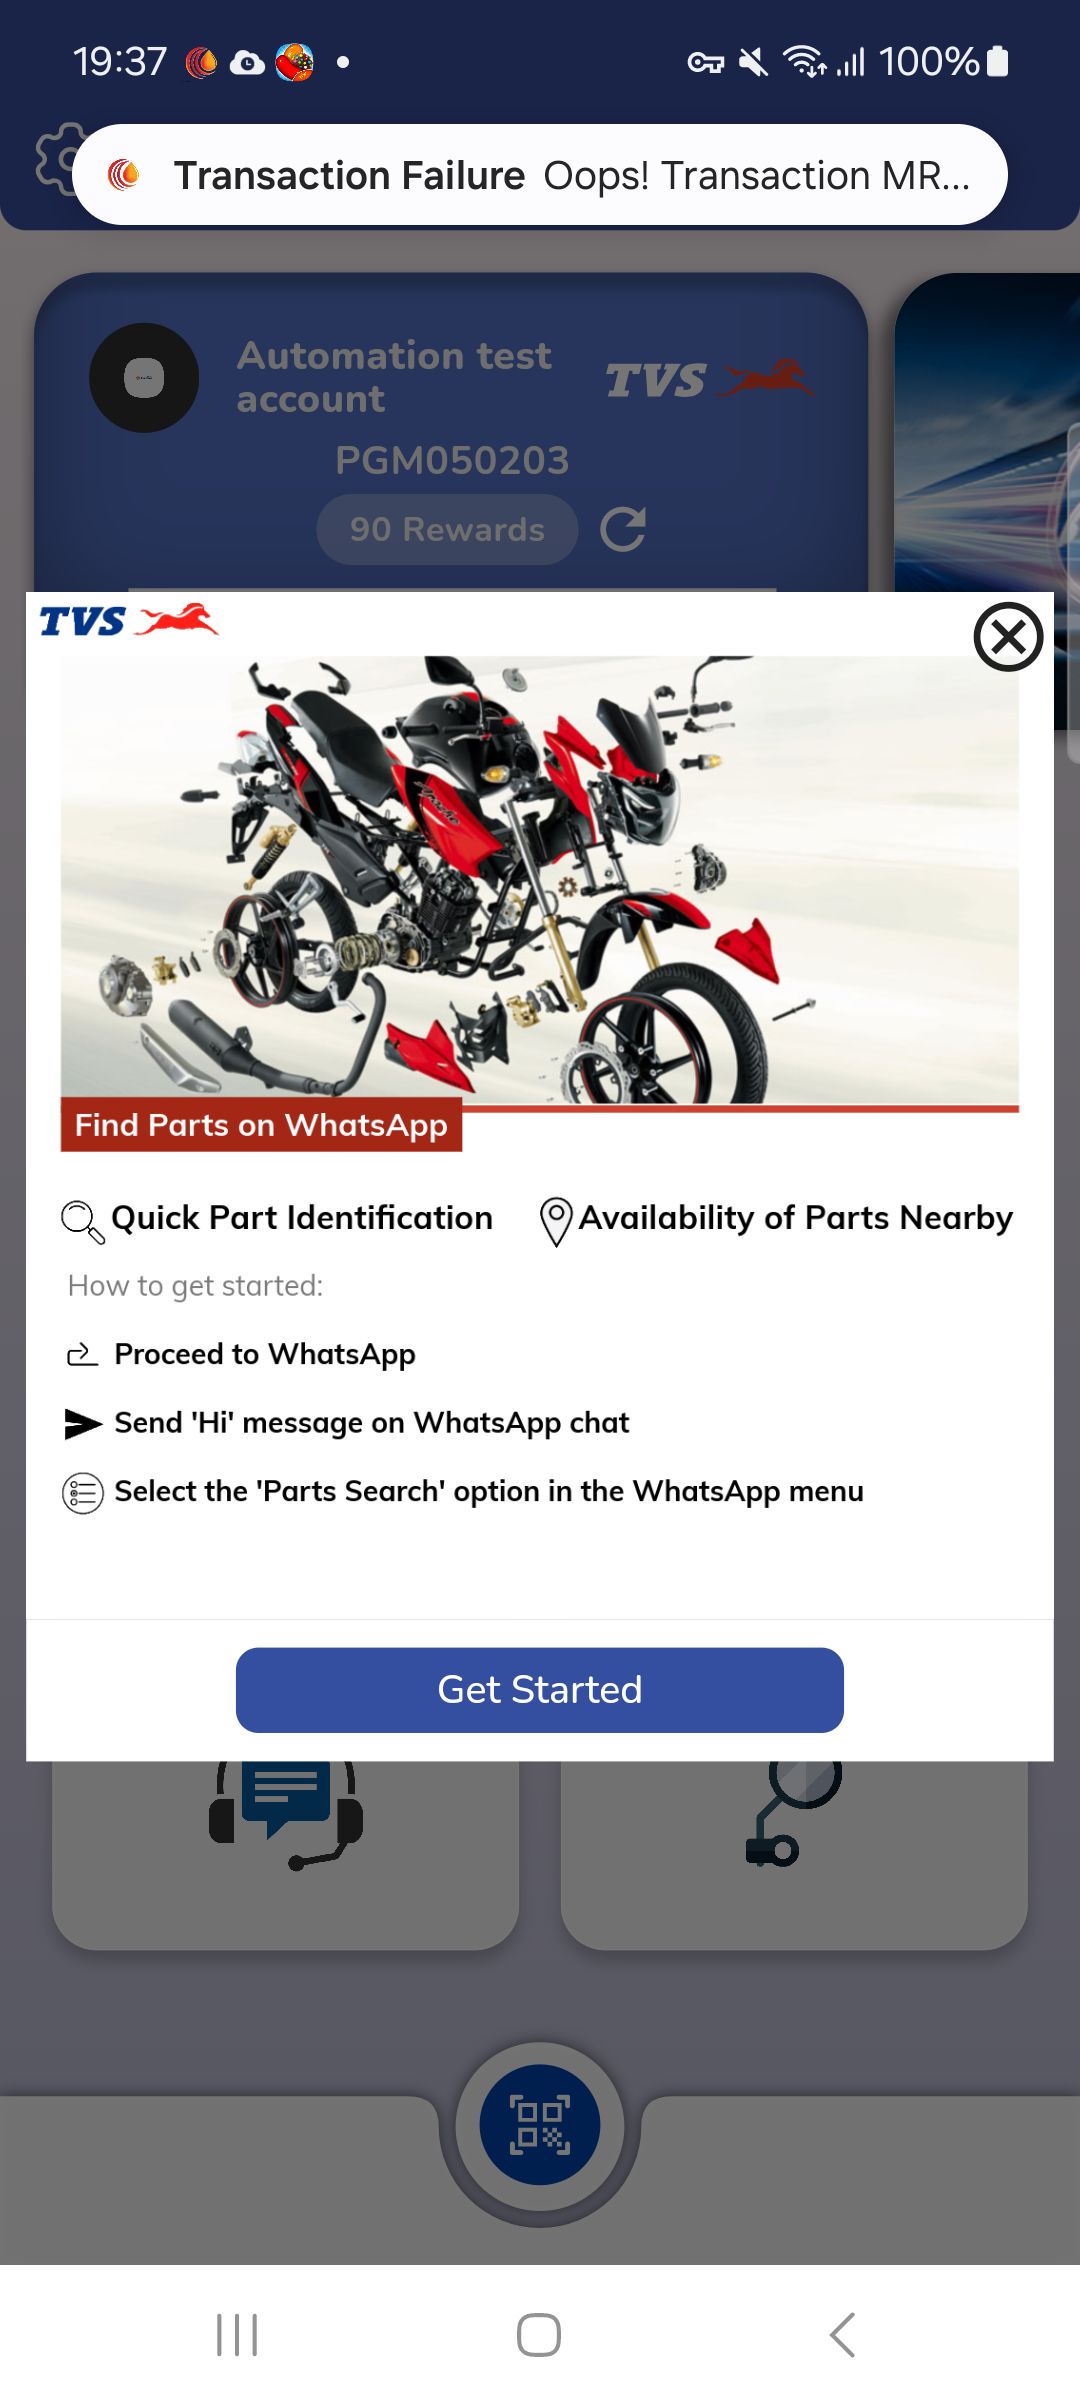 19:37
100%
Transaction Failure Oops! Transaction MR...
Automation test
account
TVS
PGM050203
90 Rewards
TVS
Find Parts on WhatsApp
Quick Part Identification
Availability of Parts Nearby
How to get started:
Proceed to WhatsApp
Send 'Hi' message on WhatsApp chat
Select the 'Parts Search' option in the WhatsApp menu
Get Started